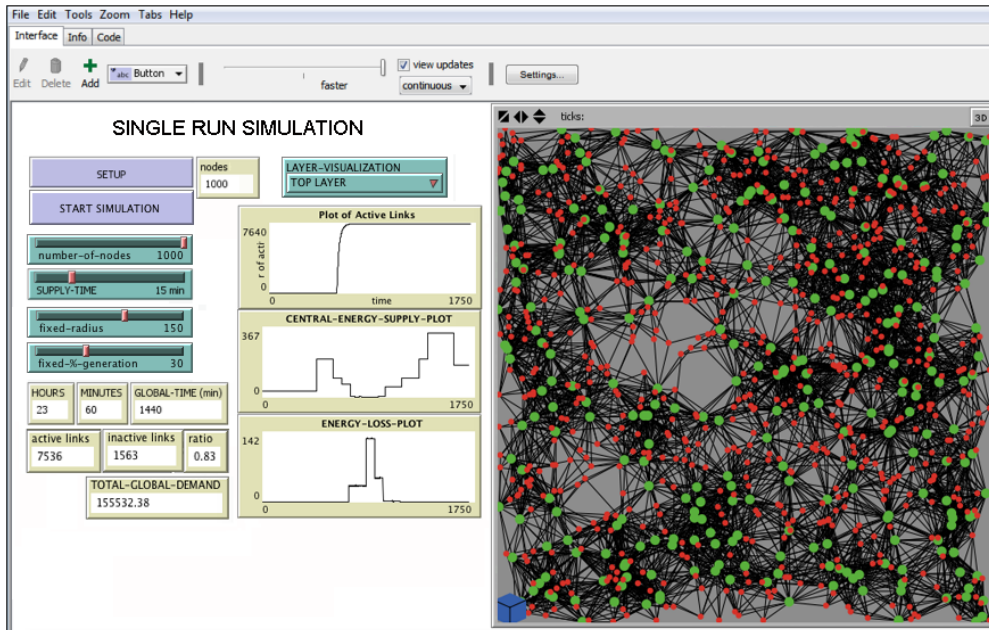 File Edit Tools Zoom Tabs Help
Interface Info Code
Edit Delete Add
abc Button
faster
view updates
continuous
Settings...
SINGLE RUN SIMULATION
SETUP
nodes
1000
LAYER-VISUALIZATION
TOP LAYER
START SIMULATION
number-of-nodes 1000
SUPPLY-TIME 15 min
fixed-radius 150
fixed-%-generation 30
HOURS
23
MINUTES
60
GLOBAL-TIME (min)
1440
active links
7536
inactive links
1563
ratio
0.83
TOTAL-GLOBAL-DEMAND
155532.38
Plot of Active Links
7640
r of acti
0
0 time 1750
CENTRAL-ENERGY-SUPPLY-PLOT
367
0
0 1750
ENERGY-LOSS-PLOT
142
0
0 1750
ticks:
3D